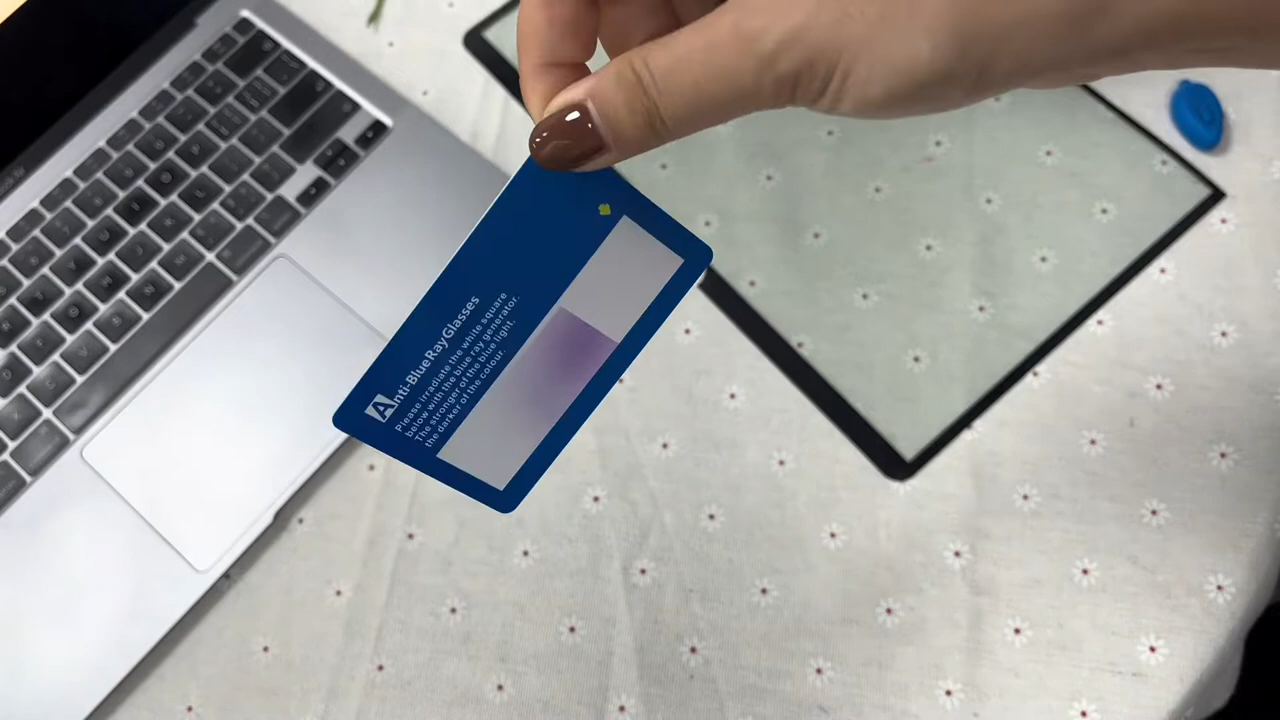 Anti-BlueRayGlasses
Please irradiate the white square
below with the blue ray generator.
The stronger of the blue light,
the darker of the colour.